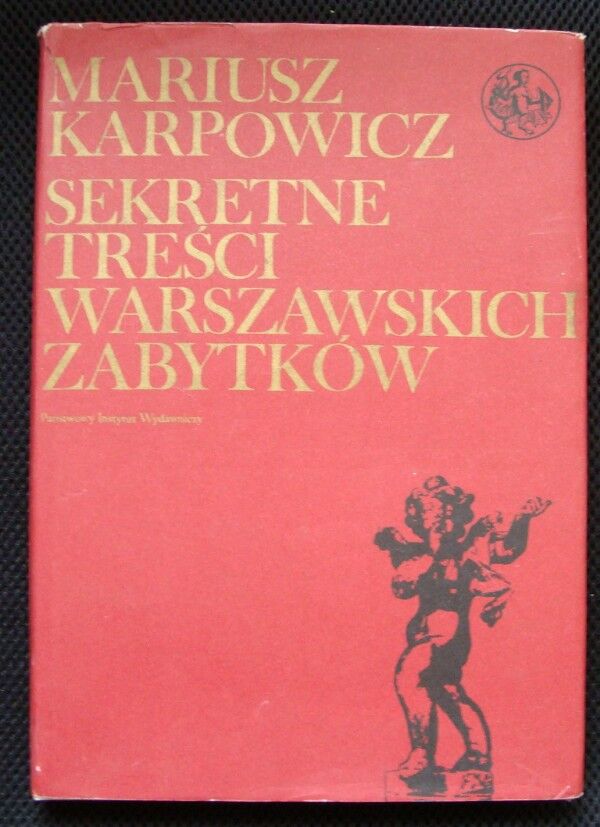 MARIUSZ
KARPOWICZ
SEKRETNE
TREŚCI
WARSZAWSKICH
ZABYTKÓW
Państwowy Instytut Wydawniczy